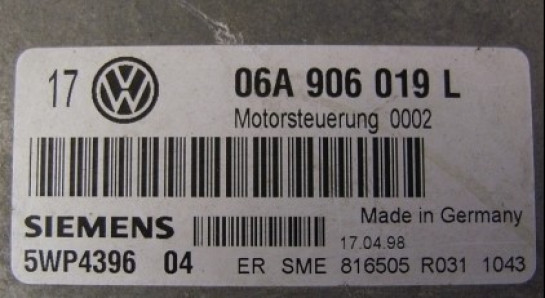 17 VW 06A 906 019 L
Motorsteuerung 0002
SIEMENS
Made in Germany
17.04.98
5WP4396 04 ER SME 816505 R031 1043